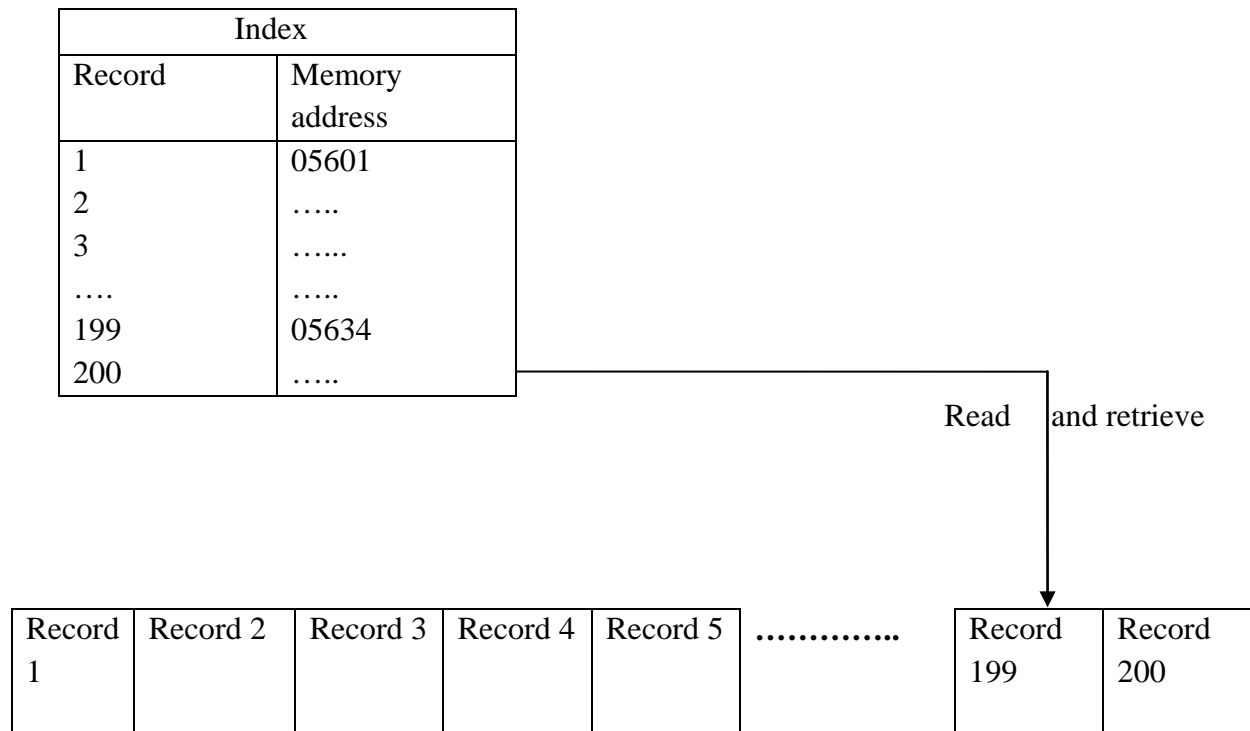 Index
Record Memory
address
1 05601
2 …..
3 …...
…. …..
199 05634
200 …..
Read and retrieve
Record Record 2 Record 3 Record 4 Record 5 ………….. Record Record
1 199 200